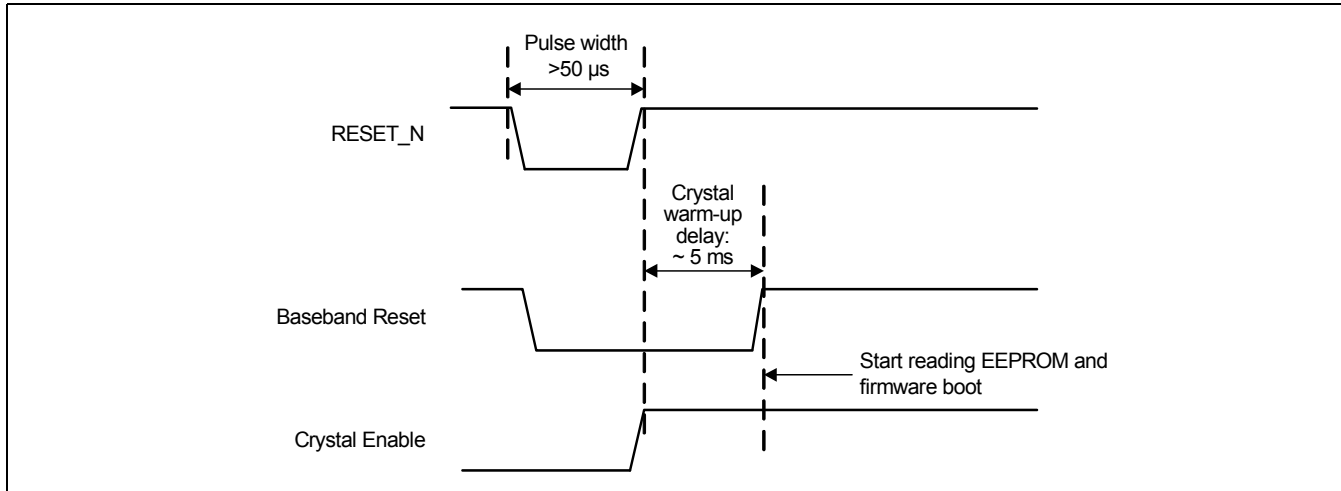 Pulse width
>50 µs
RESET_N
Crystal
warm-up
delay:
~ 5 ms
Baseband Reset
Start reading EEPROM and
firmware boot
Crystal Enable